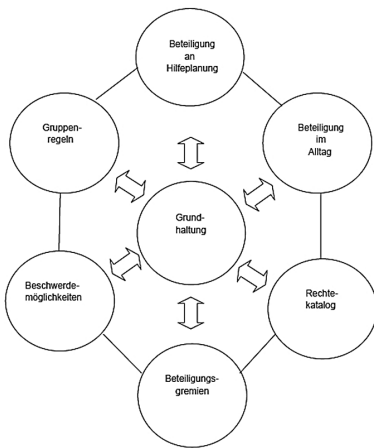 Beteiligung
an
Hilfeplanung
Gruppen-
regeln
Beteiligung
im
Alltag
Grund-
haltung
Beschwerde-
möglichkeiten
Rechte-
katalog
Beteiligungs-
gremien